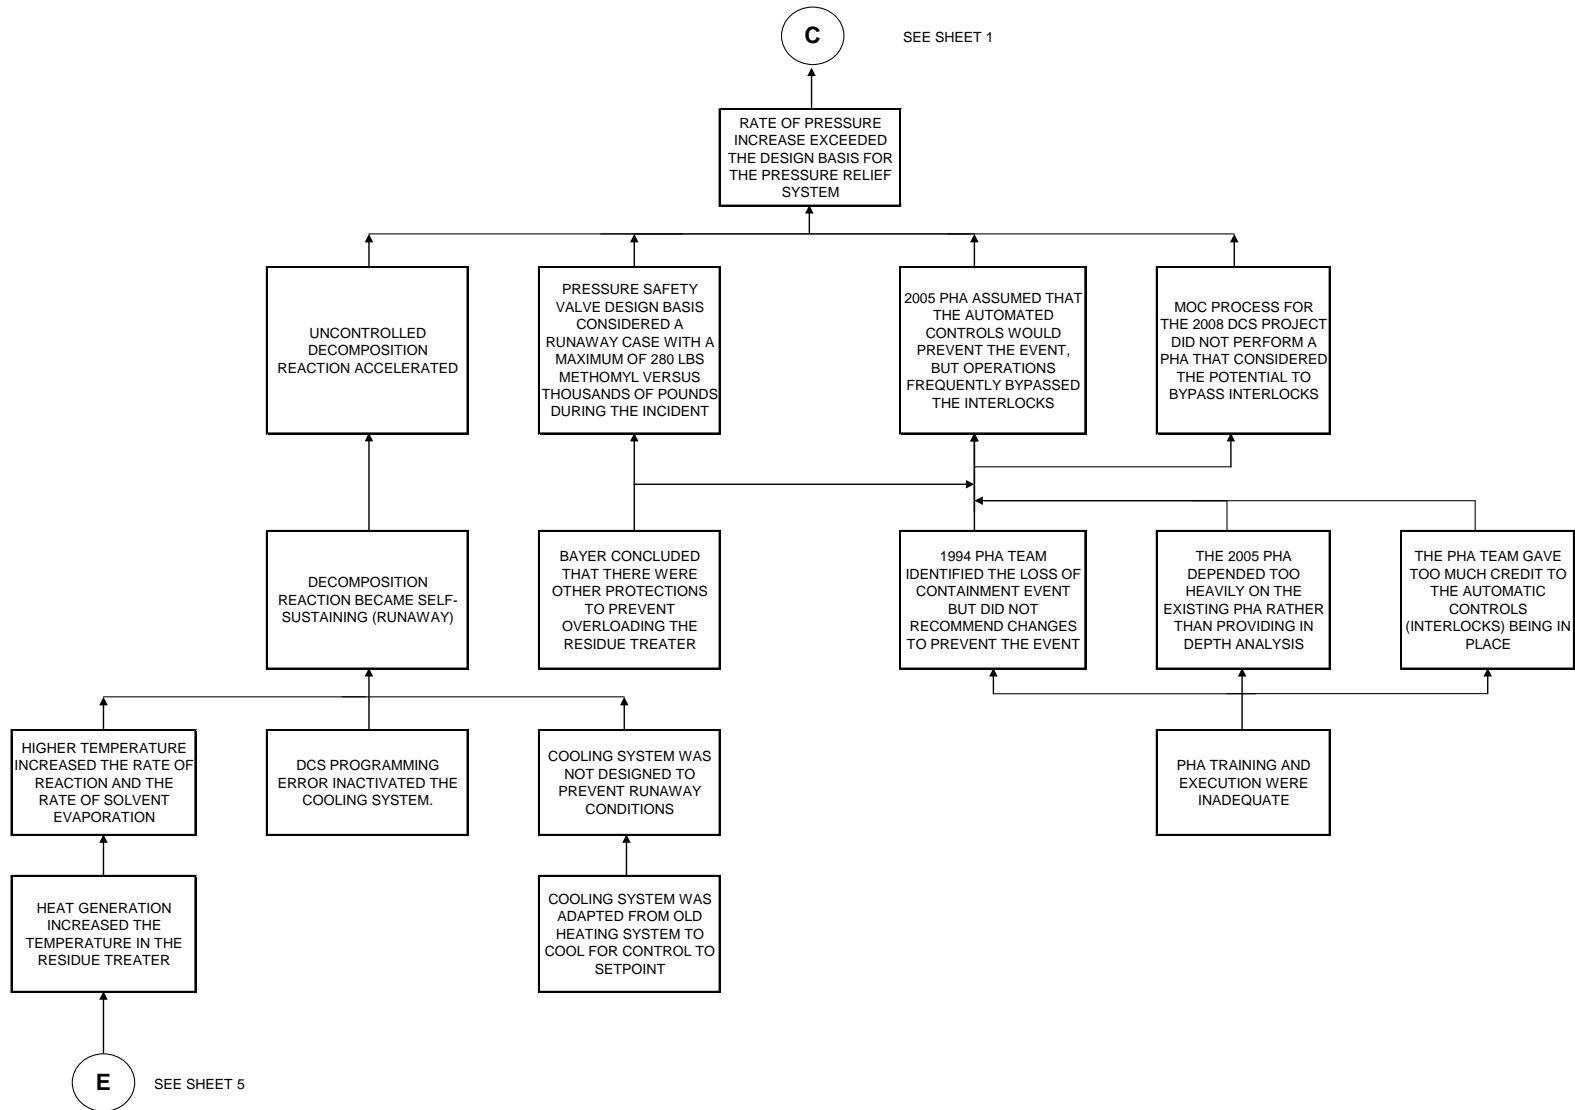 C
SEE SHEET 1
RATE OF PRESSURE
INCREASE EXCEEDED
THE DESIGN BASIS FOR
THE PRESSURE RELIEF
SYSTEM
UNCONTROLLED
DECOMPOSITION
REACTION ACCELERATED
PRESSURE SAFETY
VALVE DESIGN BASIS
CONSIDERED A
RUNAWAY CASE WITH A
MAXIMUM OF 280 LBS
METHOMYL VERSUS
THOUSANDS OF POUNDS
DURING THE INCIDENT
2005 PHA ASSUMED THAT
THE AUTOMATED
CONTROLS WOULD
PREVENT THE EVENT,
BUT OPERATIONS
FREQUENTLY BYPASSED
THE INTERLOCKS
MOC PROCESS FOR
THE 2008 DCS PROJECT
DID NOT PERFORM A
PHA THAT CONSIDERED
THE POTENTIAL TO
BYPASS INTERLOCKS
DECOMPOSITION
REACTION BECAME SELF-
SUSTAINING (RUNAWAY)
BAYER CONCLUDED
THAT THERE WERE
OTHER PROTECTIONS
TO PREVENT
OVERLOADING THE
RESIDUE TREATER
1994 PHA TEAM
IDENTIFIED THE LOSS OF
CONTAINMENT EVENT
BUT DID NOT
RECOMMEND CHANGES
TO PREVENT THE EVENT
THE 2005 PHA
DEPENDED TOO
HEAVILY ON THE
EXISTING PHA RATHER
THAN PROVIDING IN
DEPTH ANALYSIS
THE PHA TEAM GAVE
TOO MUCH CREDIT TO
THE AUTOMATIC
CONTROLS
(INTERLOCKS) BEING IN
PLACE
HIGHER TEMPERATURE
INCREASED THE RATE OF
REACTION AND THE
RATE OF SOLVENT
EVAPORATION
DCS PROGRAMMING
ERROR INACTIVATED THE
COOLING SYSTEM.
COOLING SYSTEM WAS
NOT DESIGNED TO
PREVENT RUNAWAY
CONDITIONS
PHA TRAINING AND
EXECUTION WERE
INADEQUATE
HEAT GENERATION
INCREASED THE
TEMPERATURE IN THE
RESIDUE TREATER
COOLING SYSTEM WAS
ADAPTED FROM OLD
HEATING SYSTEM TO
COOL FOR CONTROL TO
SETPOINT
E
SEE SHEET 5